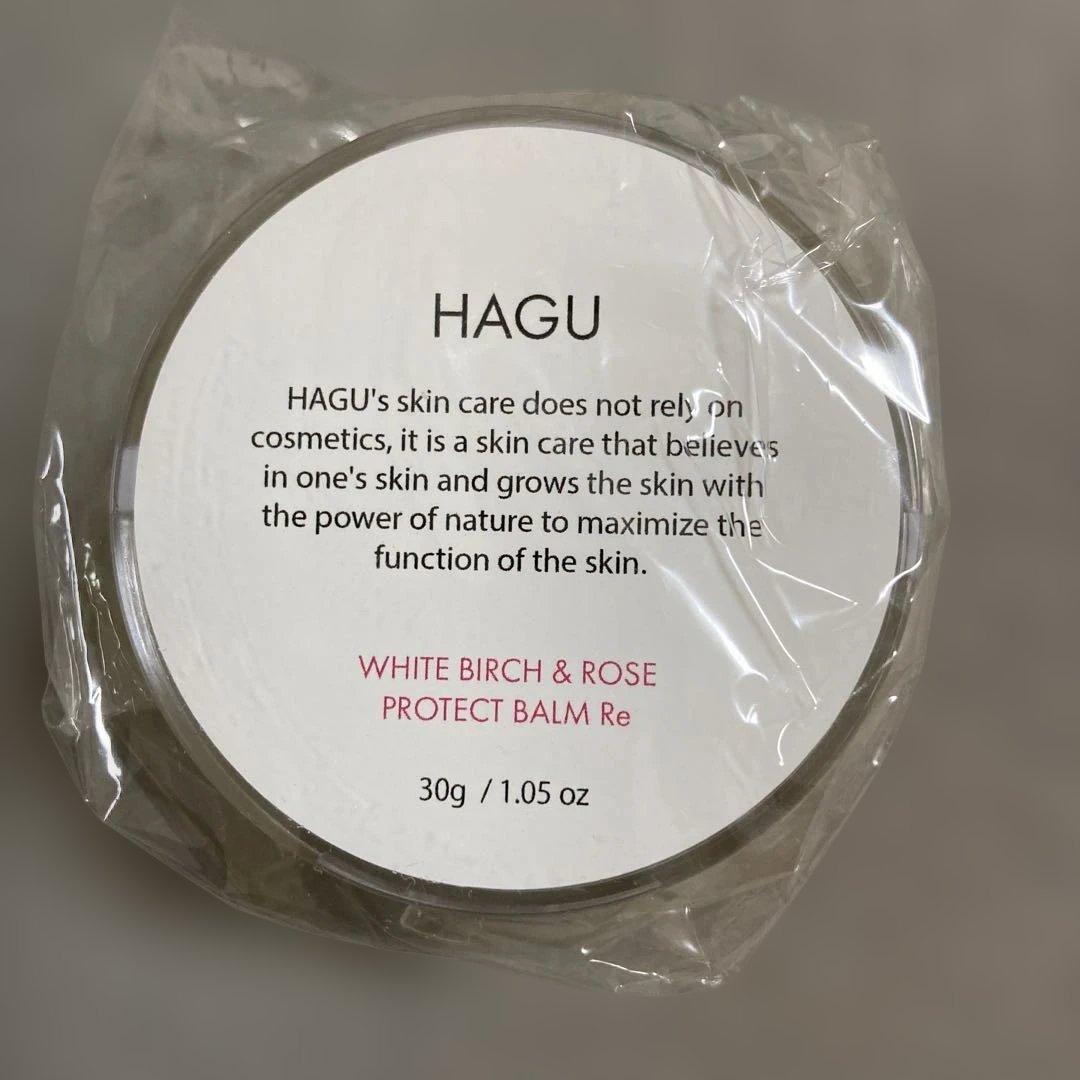 HAGU
HAGU's skin care does not rely on
cosmetics, it is a skin care that believes
in one's skin and grows the skin with
the power of nature to maximize the
function of the skin.
WHITE BIRCH & ROSE
PROTECT BALM Re
30g / 1.05 oz